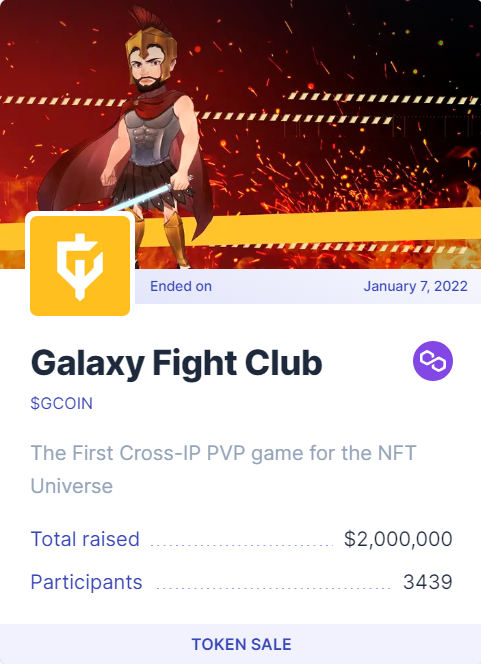 Ended on January 7, 2022
Galaxy Fight Club
$GCOIN
The First Cross-IP PVP game for the NFT
Universe
Total raised $2,000,000
Participants 3439
TOKEN SALE